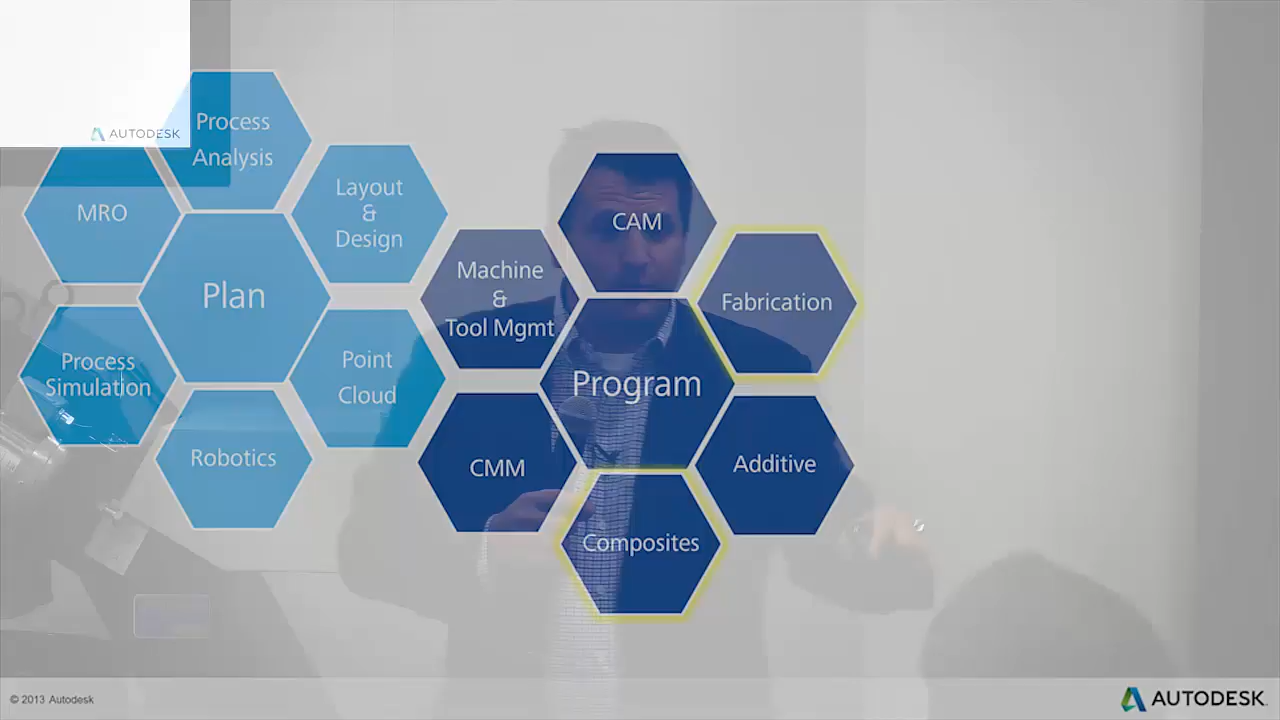 AUTODESK
Process
Analysis
MRO
Layout
&
Design
Plan
Process
Simulation
Point
Cloud
Robotics
Machine
&
Tool Mgmt
CAM
Fabrication
Program
CMM
Additive
Composites
© 2013 Autodesk
AUTODESK.